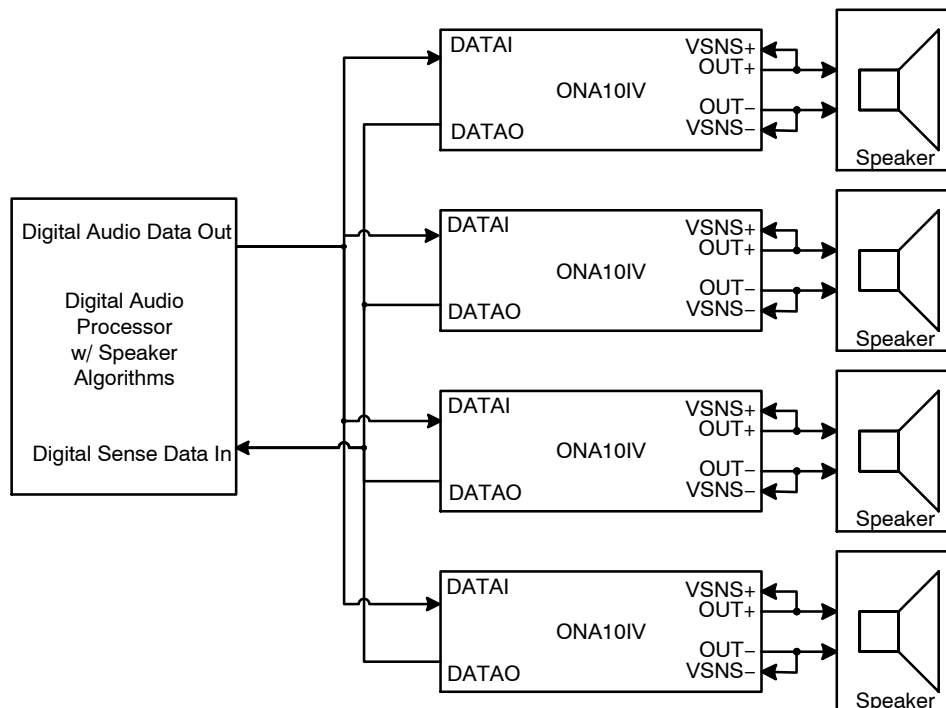 DATAI
VSNS+
OUT+
ONA10IV
OUT−
VSNS−
DATAO
Speaker
Digital Audio Data Out
Digital Audio
Processor
w/ Speaker
Algorithms
Digital Sense Data In
DATAI
VSNS+
OUT+
ONA10IV
OUT−
VSNS−
DATAO
Speaker
DATAI
VSNS+
OUT+
ONA10IV
OUT−
VSNS−
DATAO
Speaker
DATAI
VSNS+
OUT+
ONA10IV
OUT−
VSNS−
DATAO
Speaker